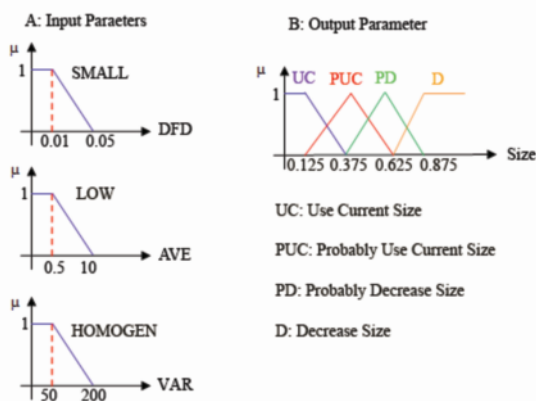 A: Input Paraeters
μ
1
SMALL
0.01 0.05 DFD
μ
1
LOW
0.5 10 AVE
μ
1
HOMOGEN
50 200 VAR
B: Output Parameter
μ UC PUC PD D
1
0.125 0.375 0.625 0.875 Size
UC: Use Current Size
PUC: Probably Use Current Size
PD: Probably Decrease Size
D: Decrease Size